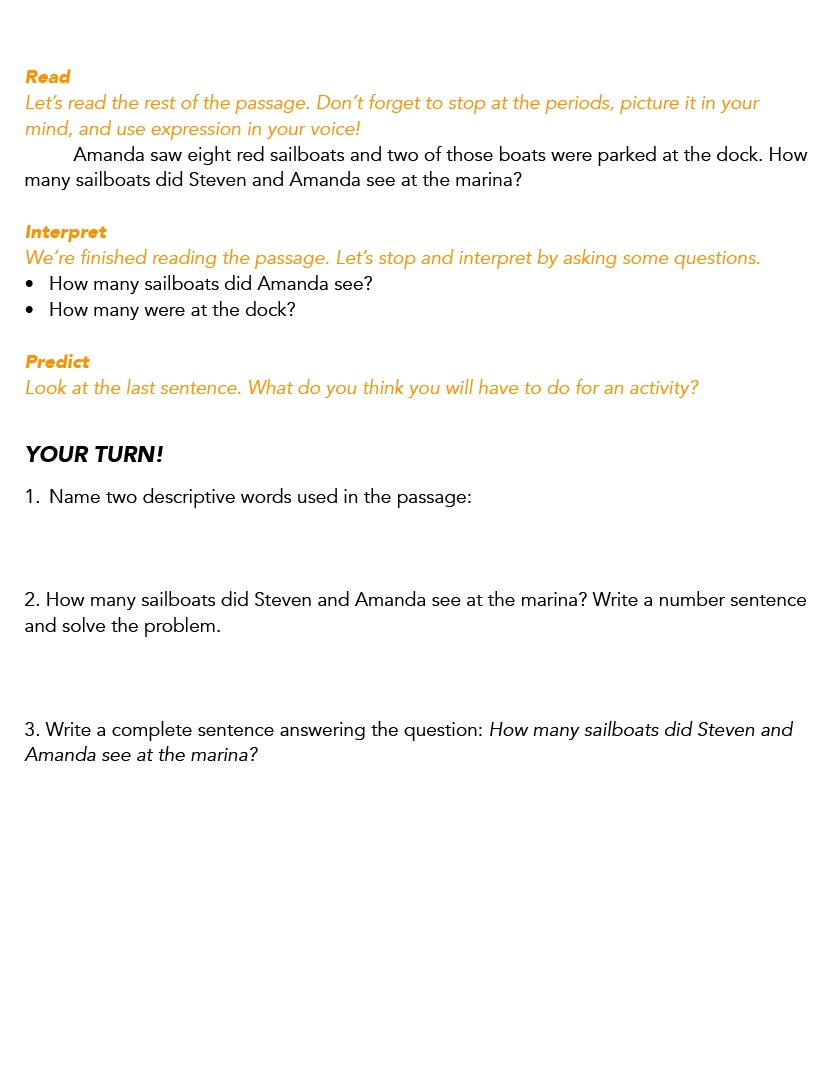 Read
Let’s read the rest of the passage. Don’t forget to stop at the periods, picture it in your
mind, and use expression in your voice!
Amanda saw eight red sailboats and two of those boats were parked at the dock. How
many sailboats did Steven and Amanda see at the marina?
Interpret
We’re finished reading the passage. Let’s stop and interpret by asking some questions.
• How many sailboats did Amanda see?
• How many were at the dock?
Predict
Look at the last sentence. What do you think you will have to do for an activity?
YOUR TURN!
1. Name two descriptive words used in the passage:
2. How many sailboats did Steven and Amanda see at the marina? Write a number sentence
and solve the problem.
3. Write a complete sentence answering the question: How many sailboats did Steven and
Amanda see at the marina?